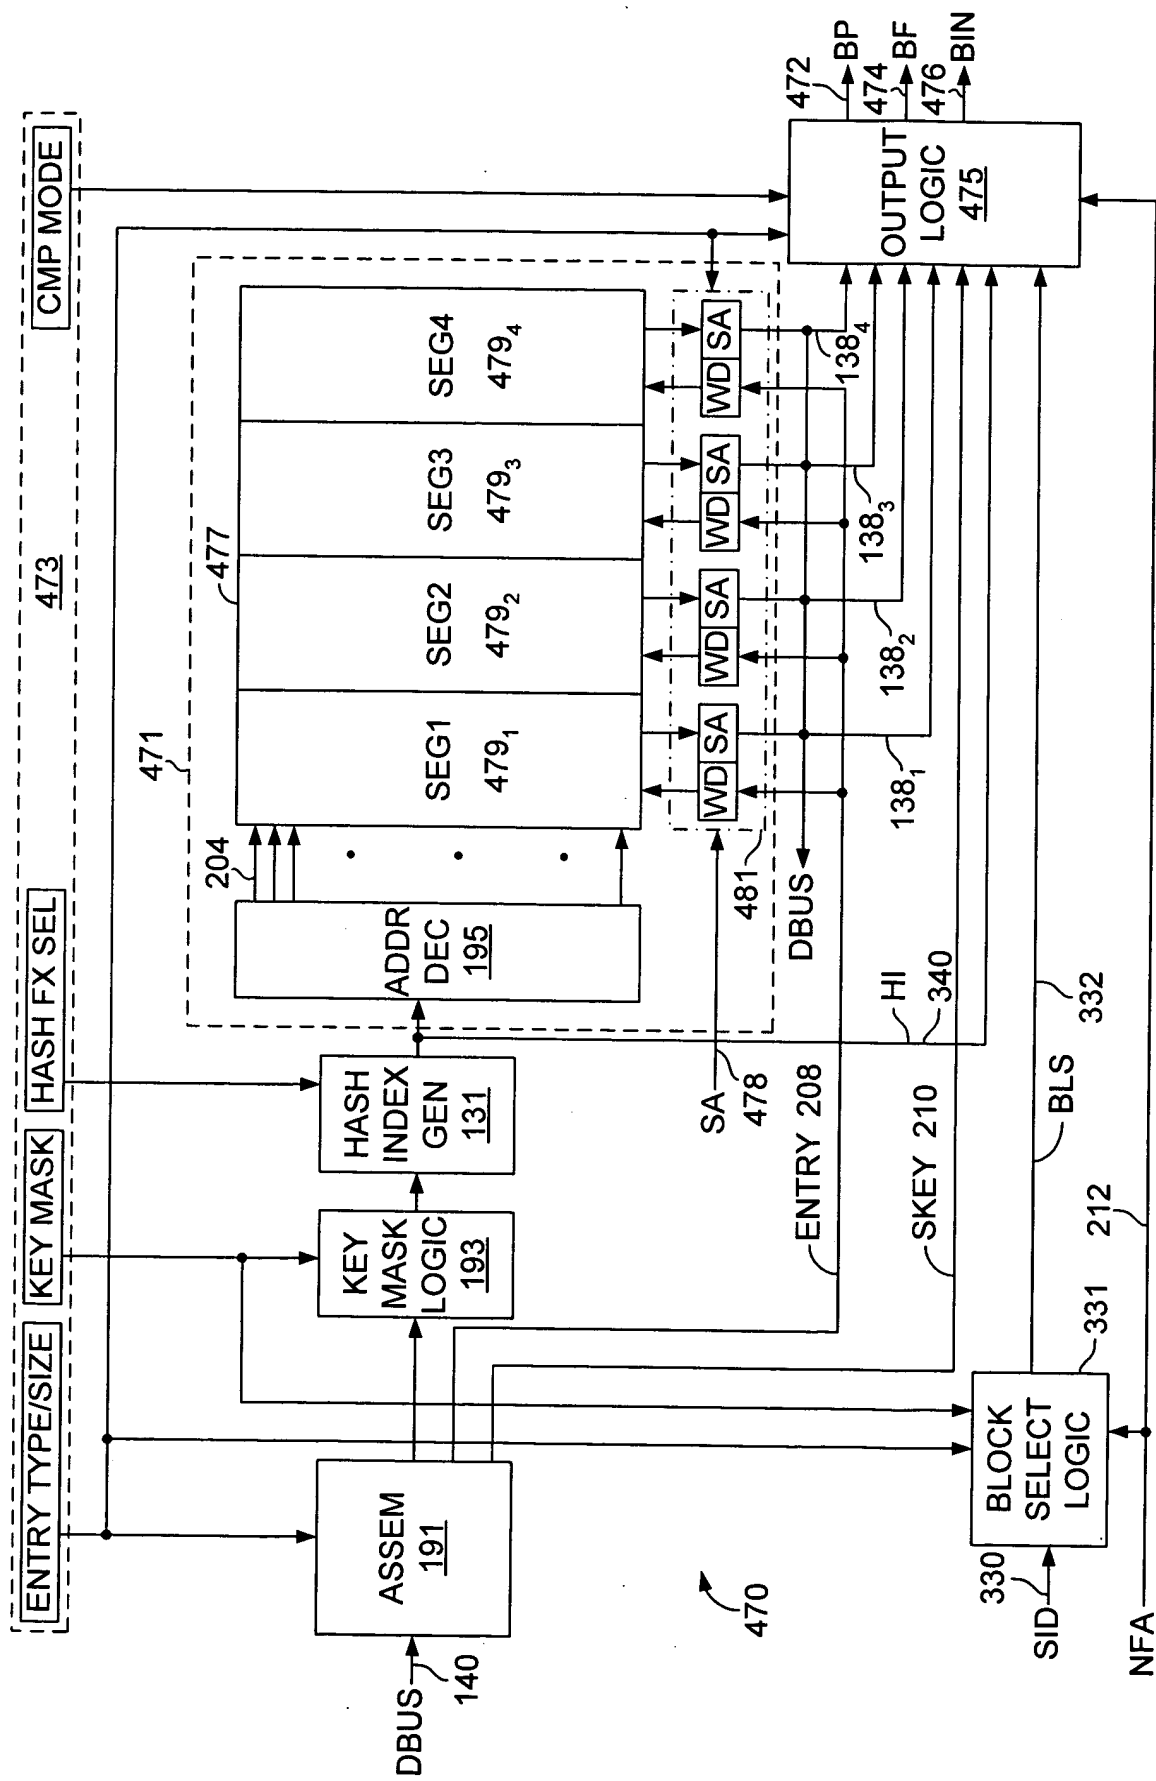 473
ENTRY TYPE/SIZE
KEY MASK
HASH FX SEL
CMP MODE
DBUS
140
ASSEM
191
KEY
MASK
LOGIC
193
HASH
INDEX
GEN
131
471
ADDR
DEC
195
204
477
SEG1
479₁
SEG2
479₂
SEG3
479₃
SEG4
479₄
WD SA
WD SA
WD SA
WD SA
481
SA
478
DBUS
138₁
138₂
138₃
138₄
HI
340
ENTRY 208
SKEY 210
470
SID
330
BLOCK
SELECT
LOGIC
331
BLS
332
NFA
212
OUTPUT
LOGIC
475
472
BP
474
BF
476
BIN